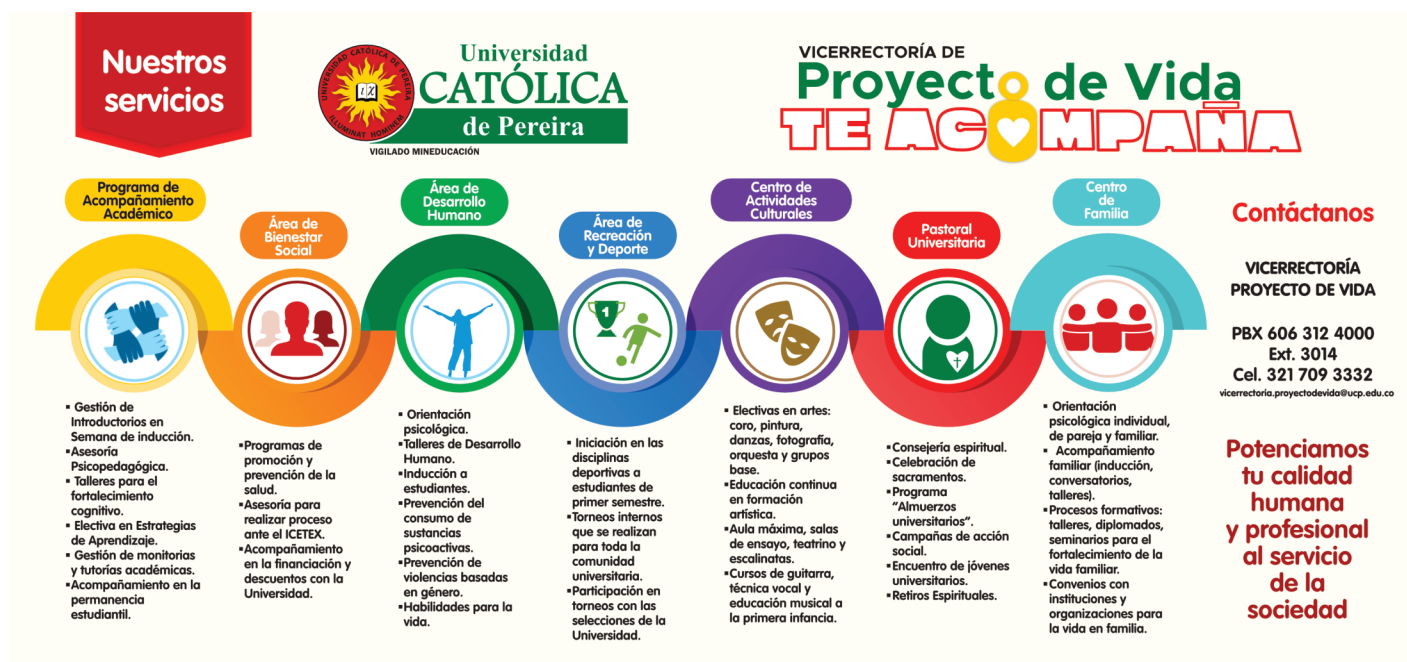 Nuestros
servicios
UNIVERSIDAD CATÓLICA DE PEREIRA
ILLUMINAT HOMINEM
Universidad
CATÓLICA
de Pereira
VIGILADO MINEDUCACIÓN
VICERRECTORÍA DE
Proyecto de Vida
TE ACOMPAÑA
Programa de
Acompañamiento
Académico
▪ Gestión de
Introductorios en
Semana de inducción.
▪Asesoría
Psicopedagógica.
▪ Talleres para el
fortalecimiento
cognitivo.
▪ Electiva en Estrategias
de Aprendizaje.
▪ Gestión de monitorias
y tutorías académicas.
▪Acompañamiento en la
permanencia
estudiantil.
Área de
Bienestar
Social
▪Programas de
promoción y
prevención de la
salud.
▪Asesoría para
realizar proceso
ante el ICETEX.
▪Acompañamiento
en la financiación y
descuentos con la
Universidad.
Área de
Desarrollo
Humano
▪ Orientación
psicológica.
▪Talleres de Desarrollo
Humano.
▪Inducción a
estudiantes.
▪Prevención del
consumo de
sustancias
psicoactivas.
▪Prevención de
violencias basadas
en género.
▪Habilidades para la
vida.
Área de
Recreación
y Deporte
1
▪ Iniciación en las
disciplinas
deportivas a
estudiantes de
primer semestre.
▪Torneos internos
que se realizan
para toda la
comunidad
universitaria.
▪Participación en
torneos con las
selecciones de la
Universidad.
Centro de
Actividades
Culturales
▪ Electivas en artes:
coro, pintura,
danzas, fotografía,
orquesta y grupos
base.
▪Educación continua
en formación
artística.
▪Aula máxima, salas
de ensayo, teatrino y
escalinatas.
▪Cursos de guitarra,
técnica vocal y
educación musical a
la primera infancia.
Pastoral
Universitaria
▪Consejería espiritual.
▪Celebración de
sacramentos.
▪Programa
“Almuerzos
universitarios”.
▪Campañas de acción
social.
▪Encuentro de jóvenes
universitarios.
▪Retiros Espirituales.
Centro
de
Familia
▪ Orientación
psicológica individual,
de pareja y familiar.
▪ Acompañamiento
familiar (inducción,
conversatorios,
talleres).
▪Procesos formativos:
talleres, diplomados,
seminarios para el
fortalecimiento de la
vida familiar.
▪Convenios con
instituciones y
organizaciones para
la vida en familia.
Contáctanos
VICERRECTORÍA
PROYECTO DE VIDA
PBX 606 312 4000
Ext. 3014
Cel. 321 709 3332
vicerrectoria.proyectodevida@ucp.edu.co
Potenciamos
tu calidad
humana
y profesional
al servicio
de la
sociedad